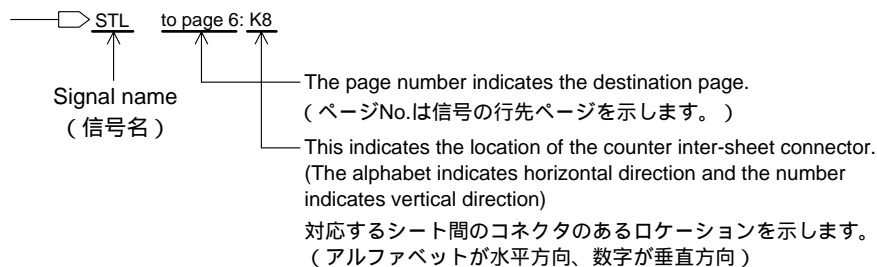 STL to page 6: K8
Signal name
（信号名）
The page number indicates the destination page.
（ページNo.は信号の行先ページを示します。）
This indicates the location of the counter inter-sheet connector.
(The alphabet indicates horizontal direction and the number
indicates vertical direction)
対応するシート間のコネクタのあるロケーションを示します。
（アルファベットが水平方向、数字が垂直方向）